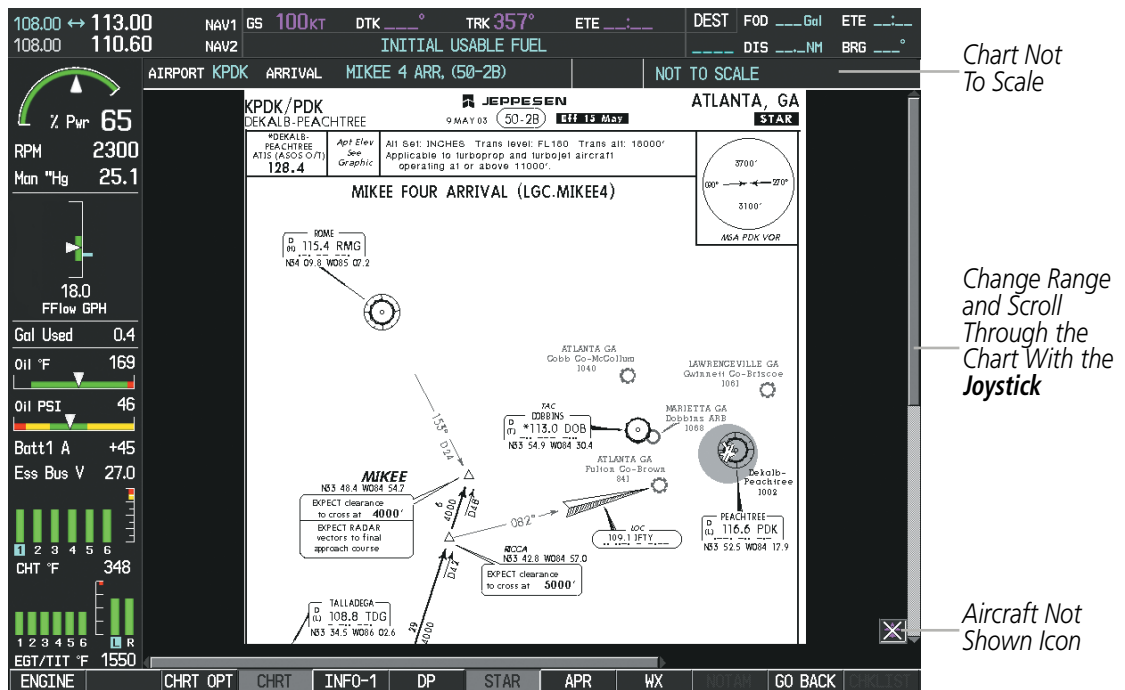 108.00 ↔ 113.00 NAV1 GS 100KT DTK ___° TRK 357° ETE __:__ DEST FOD ___Gal ETE __:__
108.00 110.60 NAV2 INITIAL USABLE FUEL ____ DIS __._NM BRG ___°
AIRPORT KPDK ARRIVAL MIKEE 4 ARR, (50-2B) NOT TO SCALE
Chart Not
To Scale
% Pwr 65
RPM 2300
Man "Hg 25.1
18.0
FFlow GPH
Gal Used 0.4
Oil °F 169
Oil PSI 46
Batt1 A +45
Ess Bus V 27.0
1 2 3 4 5 6
CHT °F 348
1 2 3 4 5 6 L R
EGT/TIT °F 1550
KPDK/PDK
DEKALB-PEACHTREE
JEPPESEN
9 MAY 03 50-2B Eff 15 May
ATLANTA, GA
STAR
*DEKALB-
PEACHTREE
ATIS (ASOS O/T)
128.4
Apt Elev
See
Graphic
Alt Set: INCHES Trans level: FL180 Trans alt: 18000'
Applicable to turboprop and turbojet aircraft
operating at or above 11000'.
3700'
090° 270°
3100'
MSA PDK VOR
MIKEE FOUR ARRIVAL (LGC.MIKEE4)
ROME
D
(H) 115.4 RMG
N34 09.8 W085 07.2
ATLANTA GA
Cobb Co-McCollum
1040
LAWRENCEVILLE GA
Gwinnett Co-Briscoe
1061
TAC
DOBBINS
D
(T) *113.0 DOB
N33 54.9 W084 30.4
MARIETTA GA
Dobbins ARB
1068
153° D24
ATLANTA GA
Fulton Co-Brown
841
Dekalb-
Peachtree
1002
MIKEE
N33 48.4 W084 54.7
EXPECT clearance
to cross at 4000'
EXPECT RADAR
vectors to final
approach course
6
4000
D48
082°
LOC
109.1 IFTY
PEACHTREE
D
(L) 116.6 PDK
N33 52.5 W084 17.9
RICCA
N33 42.8 W084 57.0
EXPECT clearance
to cross at 5000'
D42
29
4000
TALLADEGA
D
(L) 108.8 TDG
N33 34.5 W086 02.6
Change Range
and Scroll
Through the
Chart With the
Joystick
Aircraft Not
Shown Icon
ENGINE CHRT OPT CHRT INFO-1 DP STAR APR WX NOTAM GO BACK CHKLIST